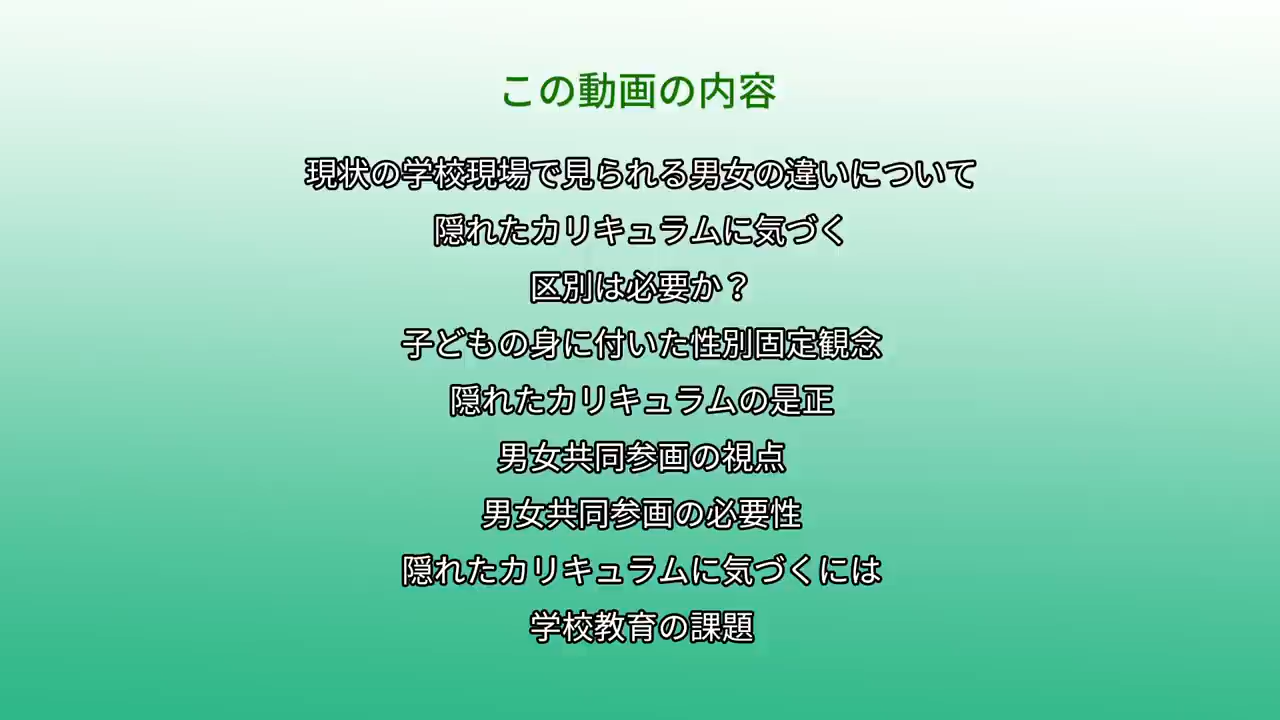 この動画の内容
現状の学校現場で見られる男女の違いについて
隠れたカリキュラムに気づく
区別は必要か？
子どもの身に付いた性別固定観念
隠れたカリキュラムの是正
男女共同参画の視点
男女共同参画の必要性
隠れたカリキュラムに気づくには
学校教育の課題